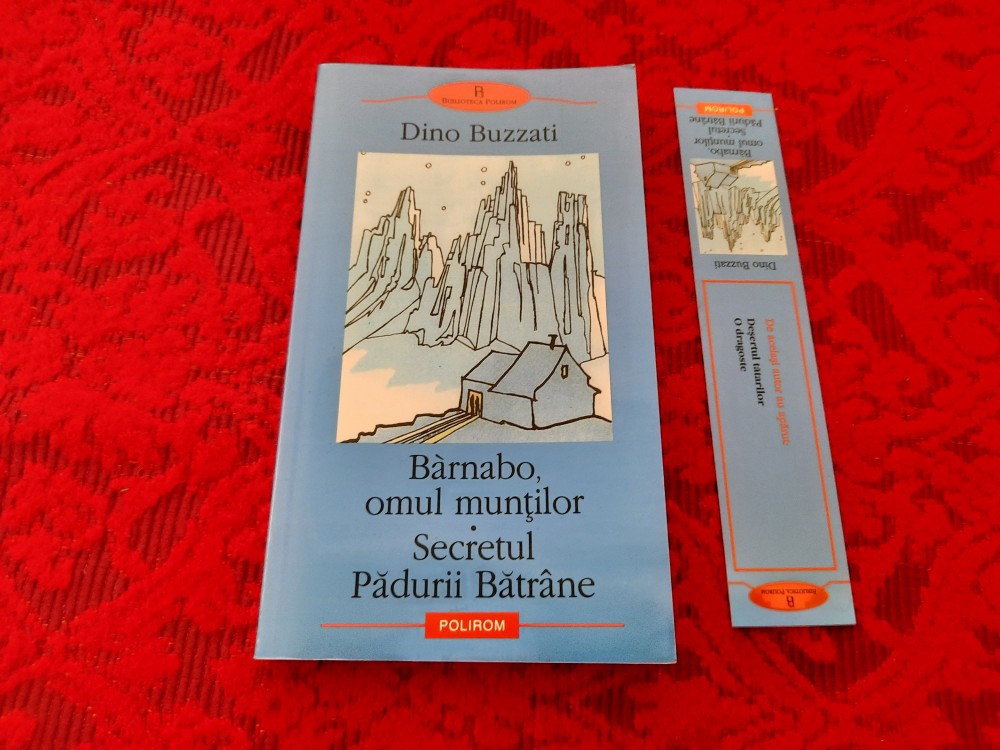 BIBLIOTECA POLIROM
Dino Buzzati
Bàrnabo,
omul munţilor
•
Secretul
Pădurii Bătrâne
POLIROM
POLIROM
Bàrnabo,
omul munţilor
•
Secretul
Pădurii Bătrâne
Dino Buzzati
De acelaşi autor au apărut:
Deşertul tătarilor
O dragoste
BIBLIOTECA POLIROM